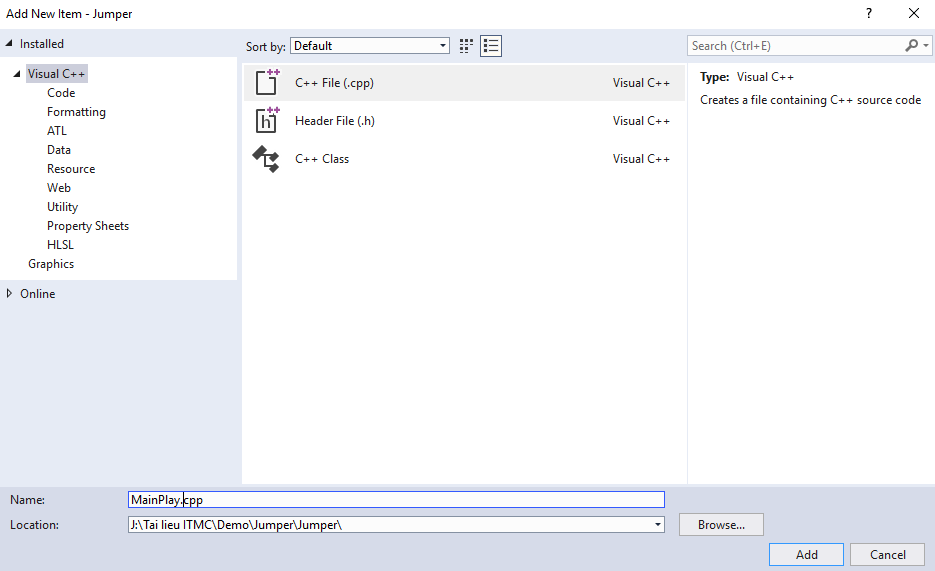 Add New Item - Jumper
?
Installed
Visual C++
Code
Formatting
ATL
Data
Resource
Web
Utility
Property Sheets
HLSL
Graphics
Online
Sort by: Default
C++ File (.cpp) Visual C++
Header File (.h) Visual C++
C++ Class Visual C++
Search (Ctrl+E)
Type: Visual C++
Creates a file containing C++ source code
Name: MainPlay.cpp
Location: J:\Tai lieu ITMC\Demo\Jumper\Jumper\
Browse...
Add Cancel